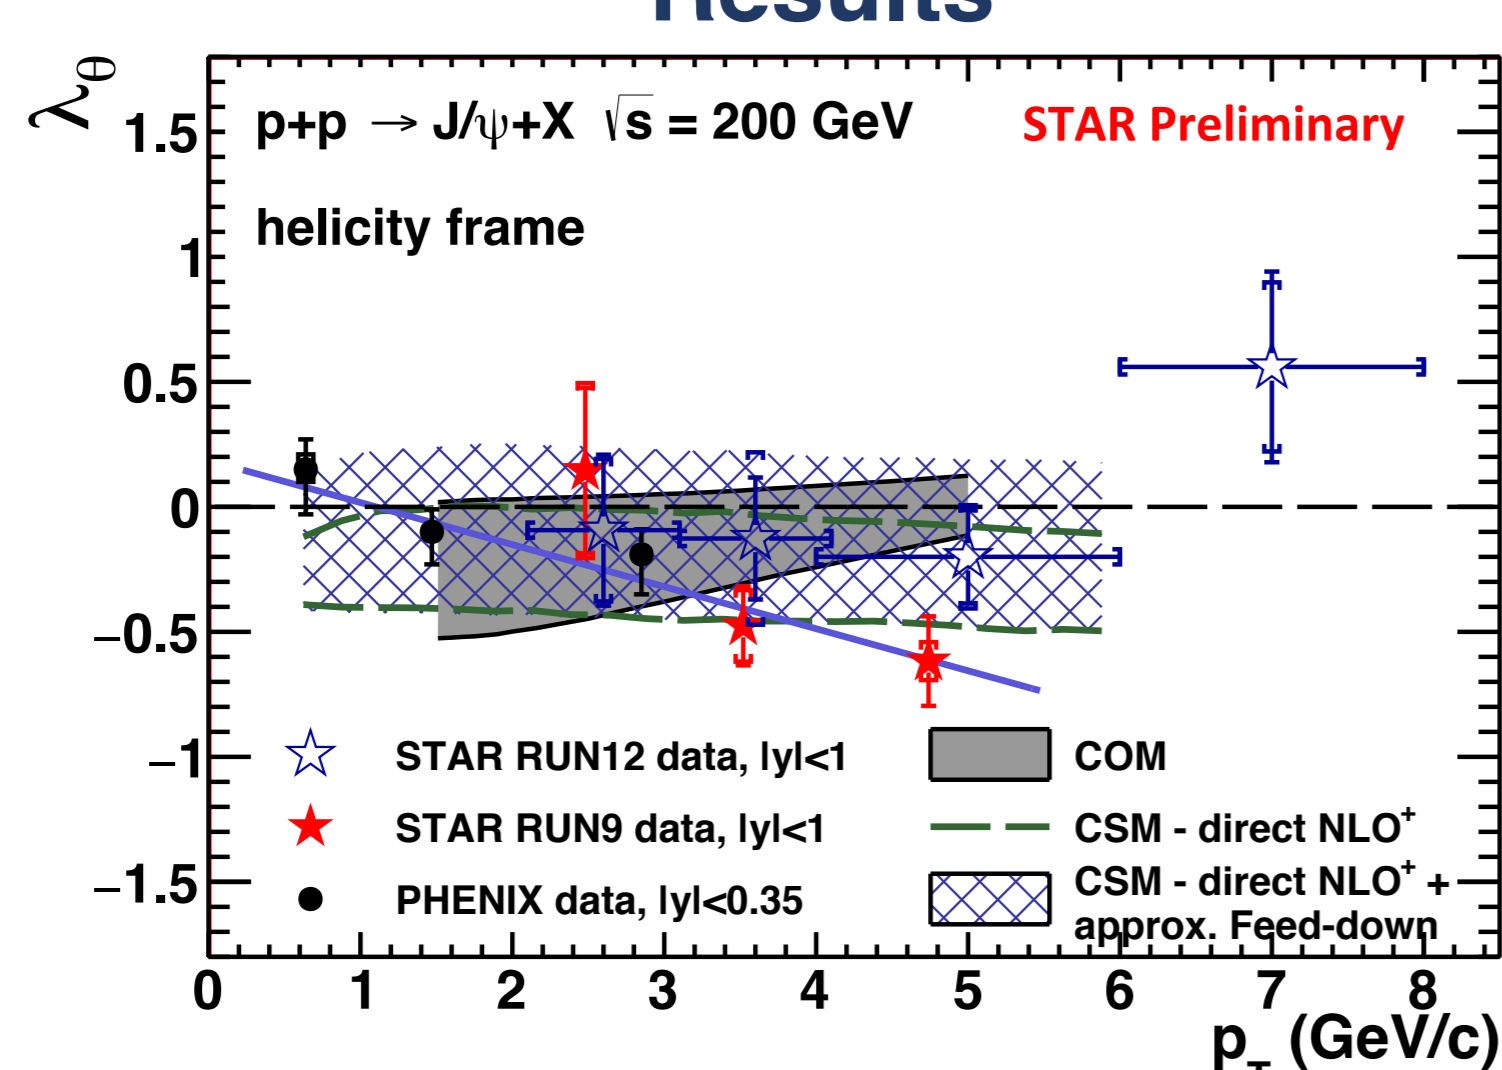 Results
λθ
p+p → J/ψ+X √s = 200 GeV
STAR Preliminary
helicity frame
1.5
1
0.5
0
−0.5
−1
−1.5
STAR RUN12 data, |y|<1
STAR RUN9 data, |y|<1
PHENIX data, |y|<0.35
COM
CSM - direct NLO⁺
CSM - direct NLO⁺ +
approx. Feed-down
0 1 2 3 4 5 6 7 8
p_T (GeV/c)